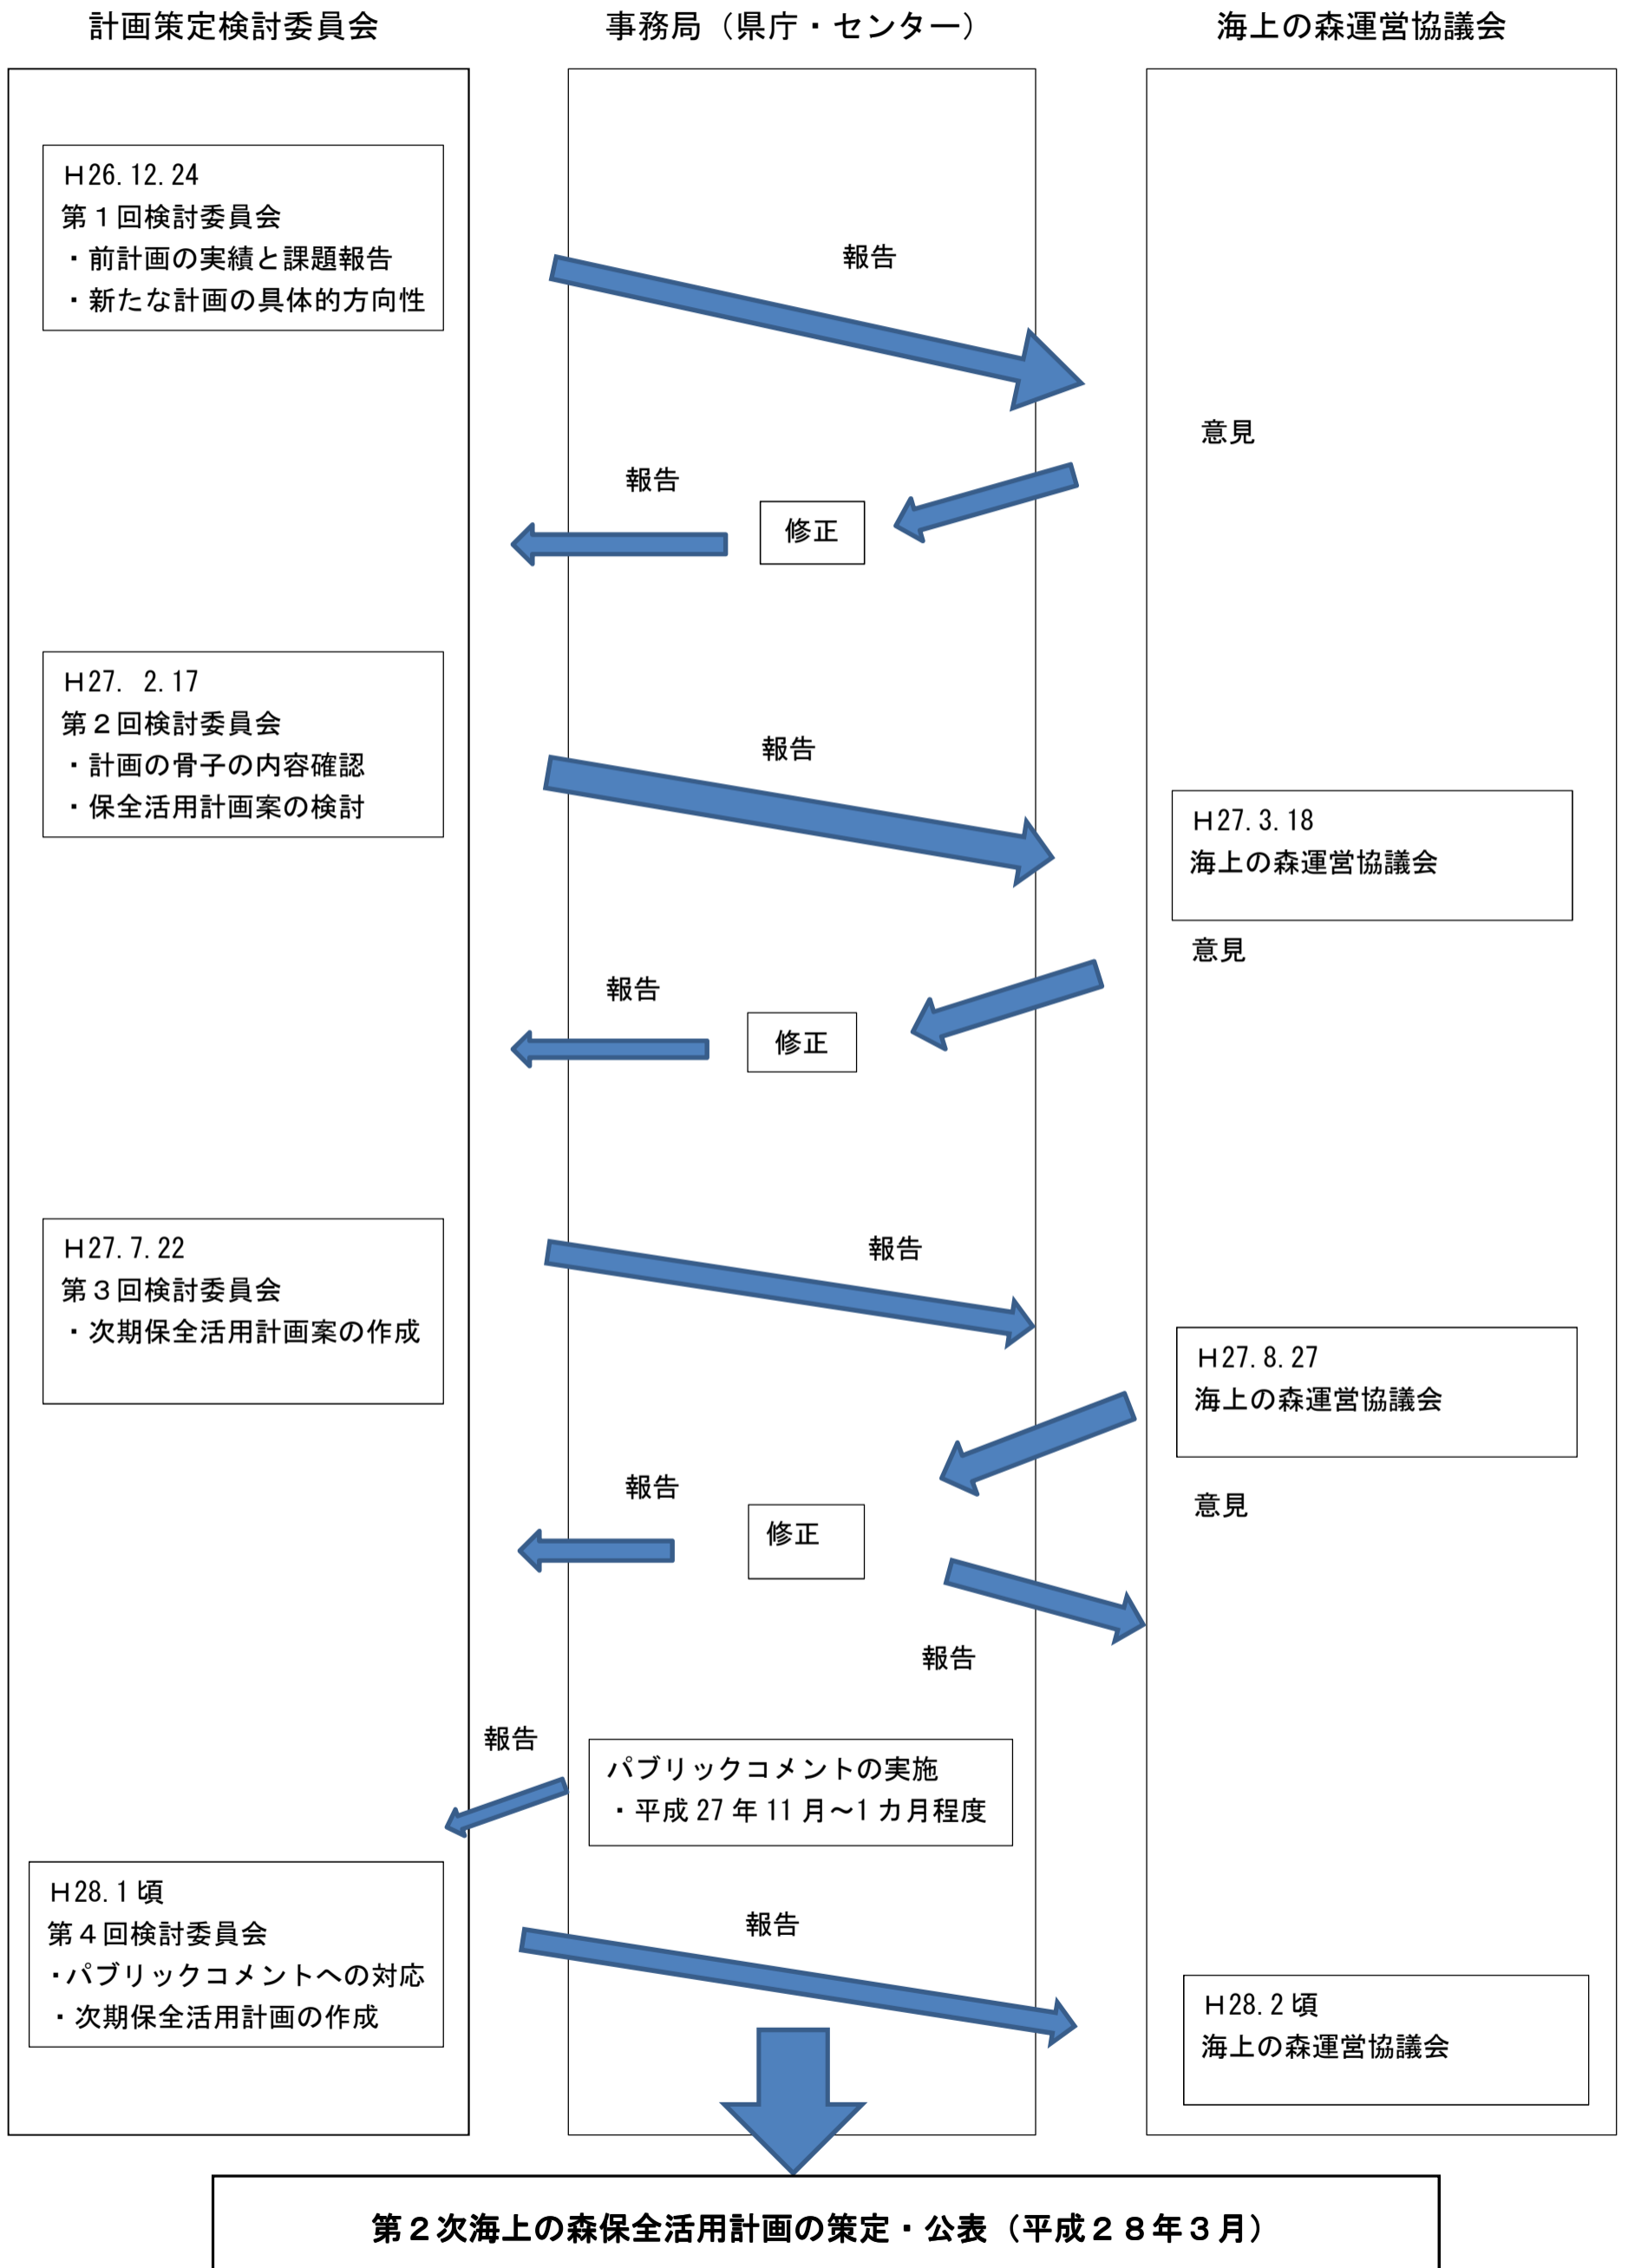 計画策定検討委員会
事務局（県庁・センター）
海上の森運営協議会
Ｈ26.12.24
第１回検討委員会
・前計画の実績と課題報告
・新たな計画の具体的方向性
報告
意見
報告
修正
Ｈ27. 2.17
第２回検討委員会
・計画の骨子の内容確認
・保全活用計画案の検討
報告
Ｈ27.3.18
海上の森運営協議会
意見
報告
修正
Ｈ27.7.22
第３回検討委員会
・次期保全活用計画案の作成
報告
Ｈ27.8.27
海上の森運営協議会
意見
報告
修正
報告
報告
パブリックコメントの実施
・平成 27 年 11 月～1 カ月程度
Ｈ28.1 頃
第４回検討委員会
・パブリックコメントへの対応
・次期保全活用計画の作成
報告
Ｈ28.2 頃
海上の森運営協議会
第２次海上の森保全活用計画の策定・公表（平成２８年３月）